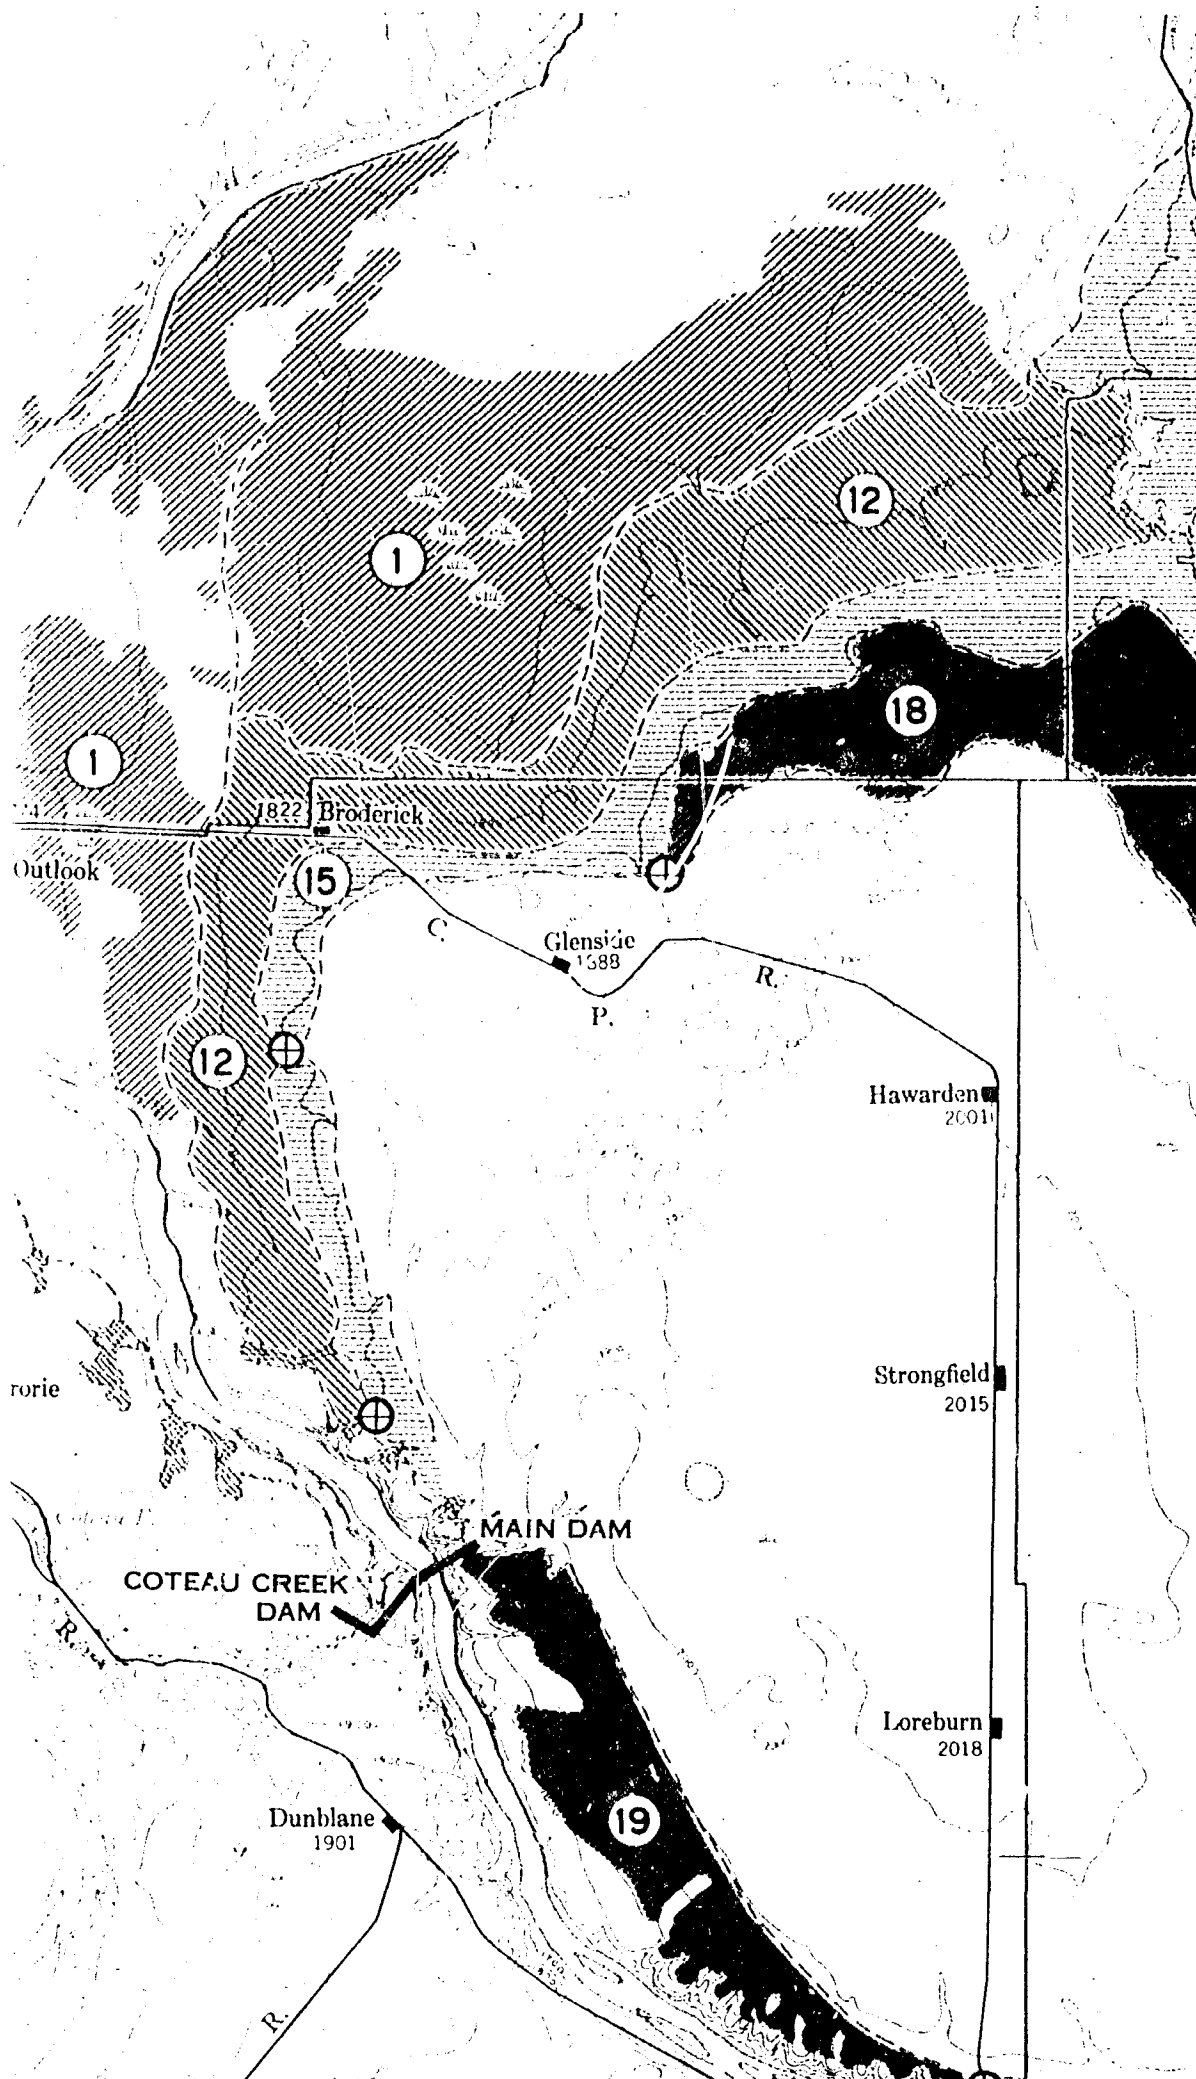 12
1
18
1
1822 Broderick
Outlook
15
C.
Glenside
P.
R.
12
Hawarden
2001
Strongfield
2015
rorie
MAIN DAM
COTEAU CREEK
DAM
R.
Loreburn
2018
19
Dunblane
1901
R.